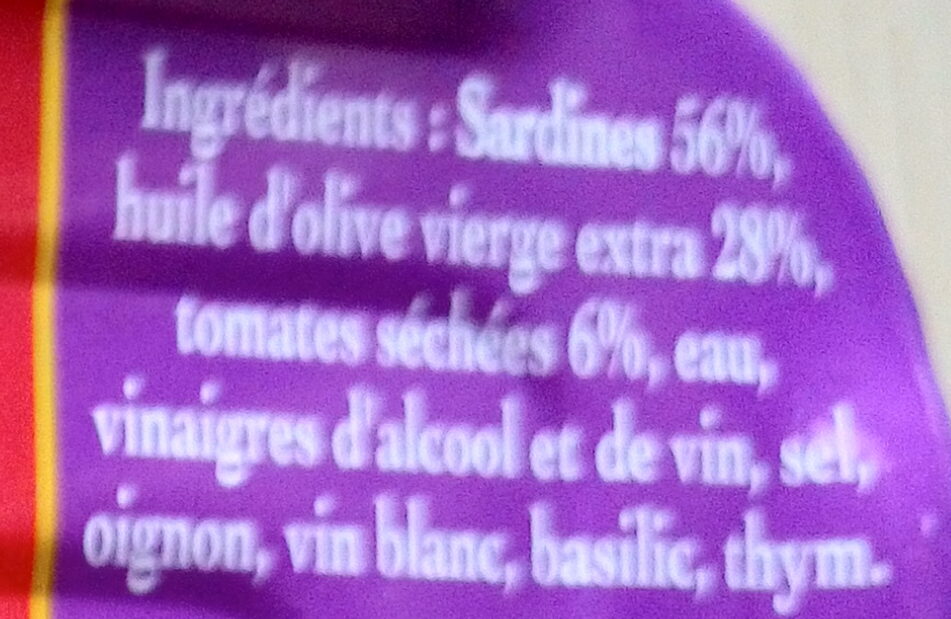 Ingrédients : Sardines 56%,
huile d'olive vierge extra 28%,
tomates séchées 6%, eau,
vinaigres d'alcool et de vin, sel,
oignon, vin blanc, basilic, thym.